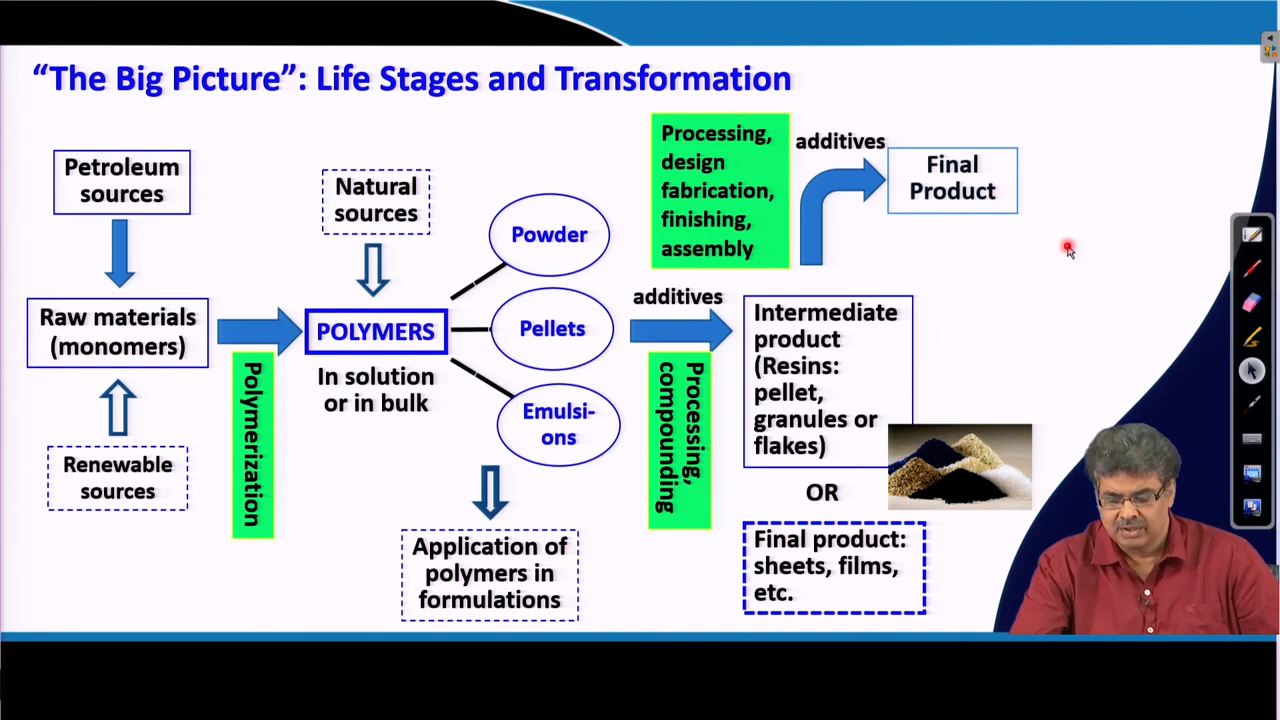 “The Big Picture”: Life Stages and Transformation
Petroleum
sources
Raw materials
(monomers)
Renewable
sources
Polymerization
Natural
sources
POLYMERS
In solution
or in bulk
Powder
Pellets
Emulsi-
ons
Application of
polymers in
formulations
additives
Processing,
compounding
Processing,
design
fabrication,
finishing,
assembly
additives
Final
Product
Intermediate
product
(Resins:
pellet,
granules or
flakes)
OR
Final product:
sheets, films,
etc.